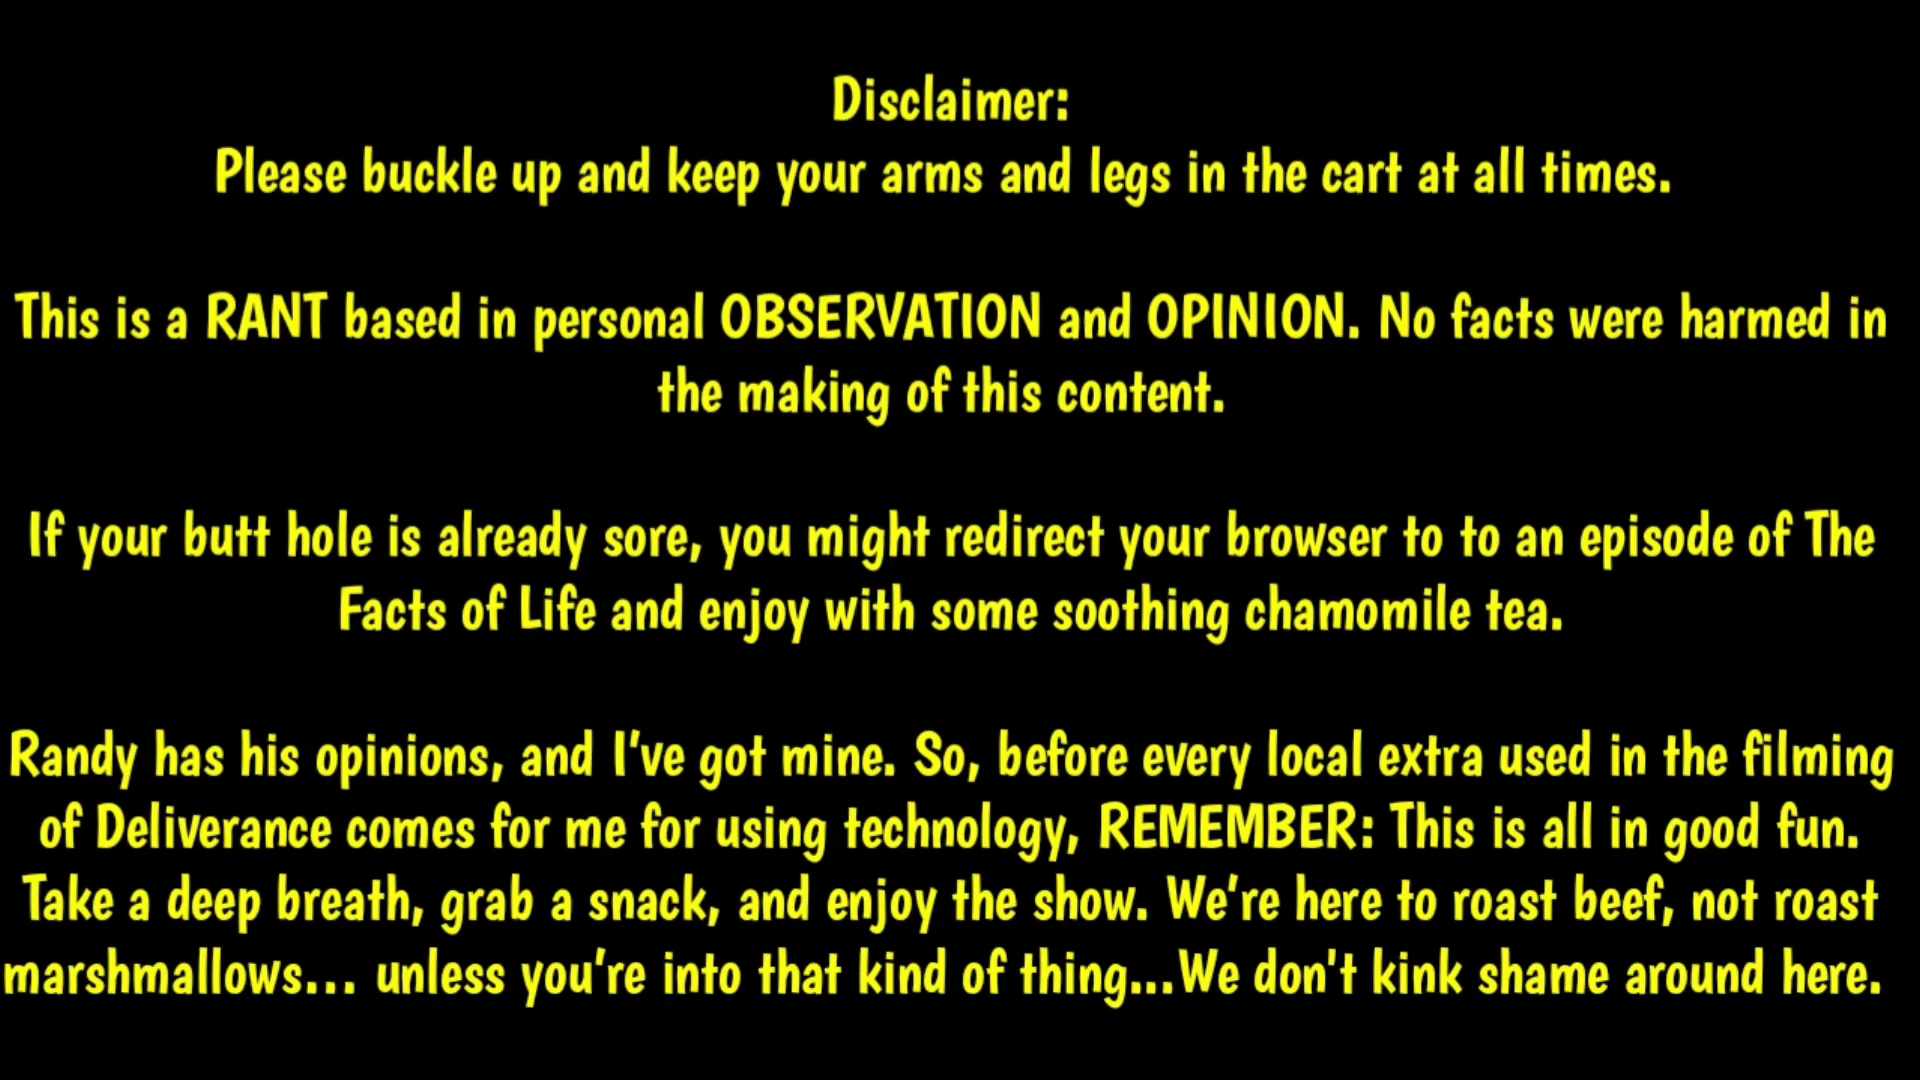 Disclaimer:
Please buckle up and keep your arms and legs in the cart at all times.
This is a RANT based in personal OBSERVATION and OPINION. No facts were harmed in
the making of this content.
If your butt hole is already sore, you might redirect your browser to to an episode of The
Facts of Life and enjoy with some soothing chamomile tea.
Randy has his opinions, and I've got mine. So, before every local extra used in the filming
of Deliverance comes for me for using technology, REMEMBER: This is all in good fun.
Take a deep breath, grab a snack, and enjoy the show. We're here to roast beef, not roast
marshmallows... unless you're into that kind of thing...We don't kink shame around here.